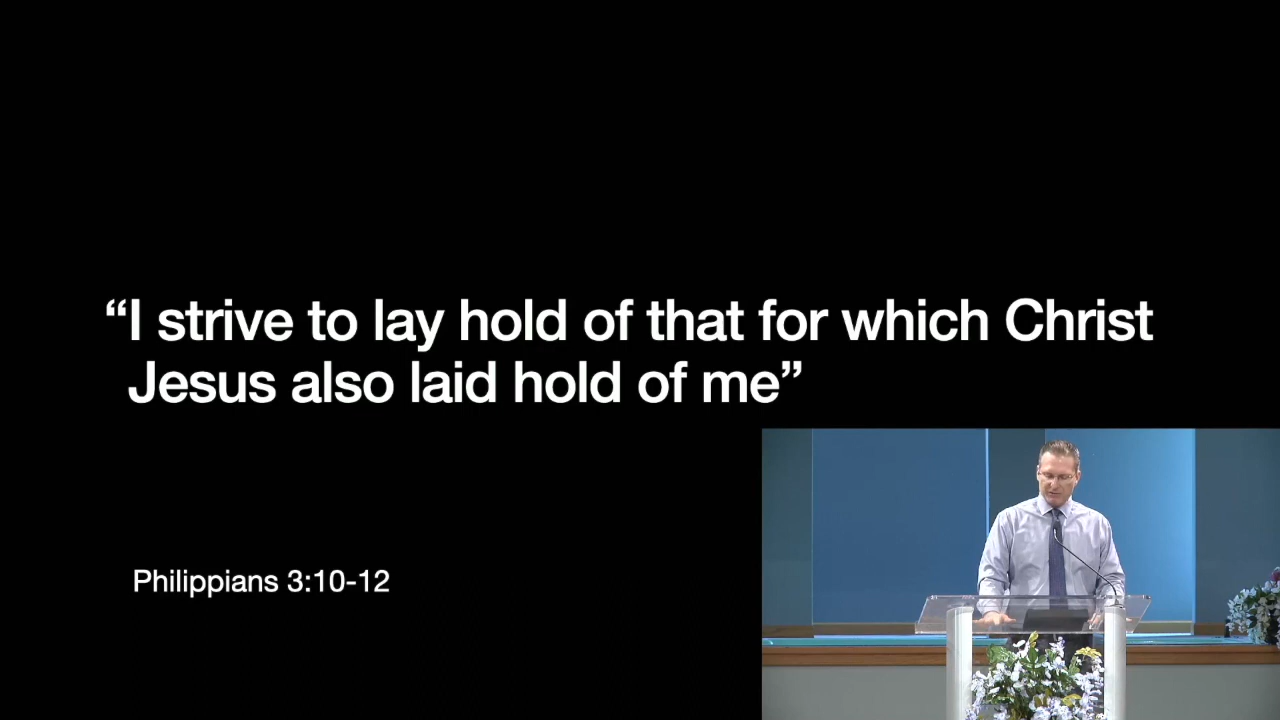 “I strive to lay hold of that for which Christ
Jesus also laid hold of me”
Philippians 3:10-12